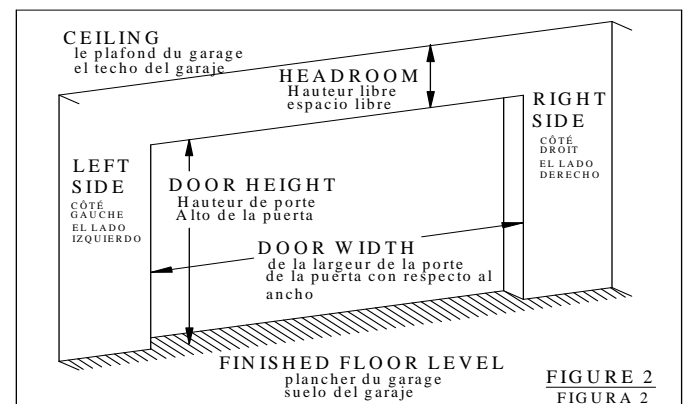 CEILING
le plafond du garage
el techo del garaje
HEADROOM
Hauteur libre
espacio libre
RIGHT
SIDE
CÔTÉ
DROIT
EL LADO
DERECHO
LEFT
SIDE
CÔTÉ
GAUCHE
EL LADO
IZQUIERDO
DOOR HEIGHT
Hauteur de porte
Alto de la puerta
DOOR WIDTH
de la largeur de la porte
de la puerta con respecto al
ancho
FINISHED FLOOR LEVEL
plancher du garage
suelo del garaje
FIGURE 2
FIGURA 2